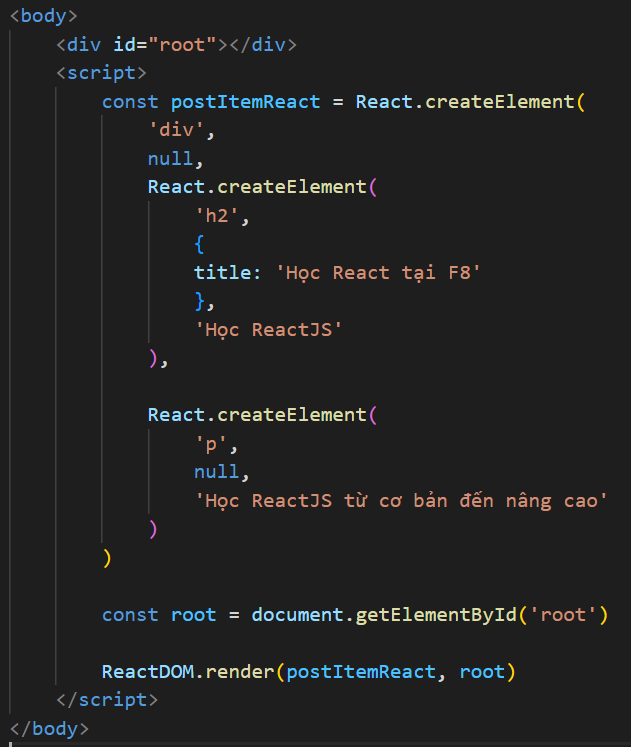 <body>
    <div id="root"></div>
    <script>
        const postItemReact = React.createElement(
            'div',
            null,
            React.createElement(
                'h2',
                {
                title: 'Học React tại F8'
                },
                'Học ReactJS'
            ),

            React.createElement(
                'p',
                null,
                'Học ReactJS từ cơ bản đến nâng cao'
            )
        )

        const root = document.getElementById('root')

        ReactDOM.render(postItemReact, root)
    </script>
</body>